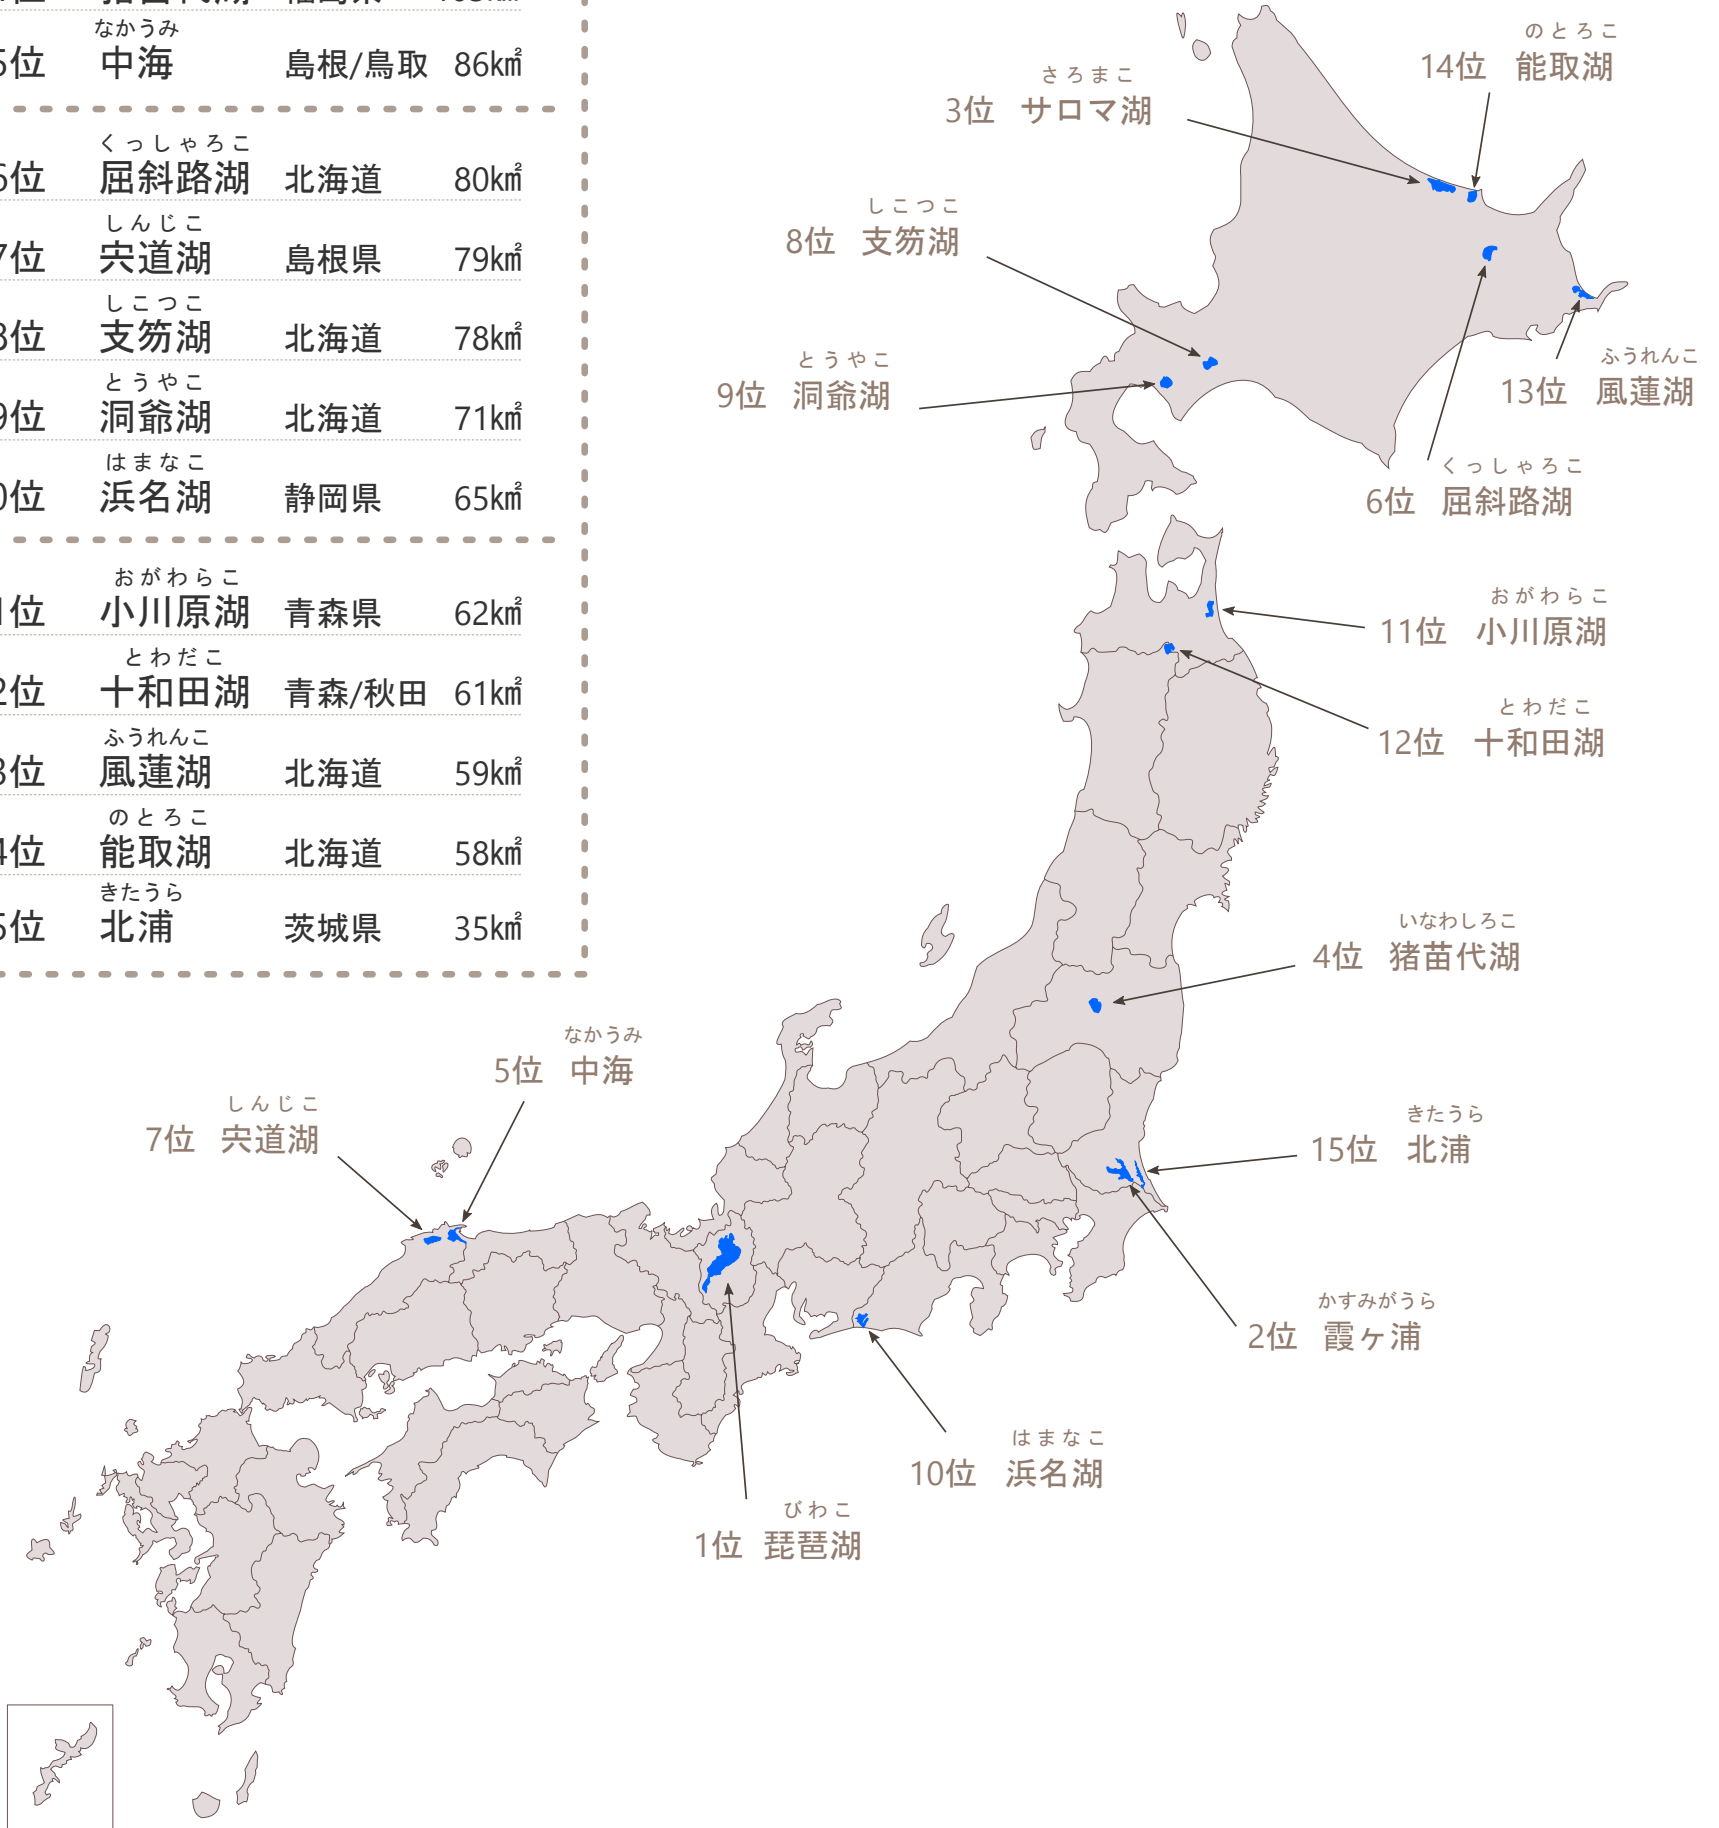 なかうみ
位 中海 島根/鳥取 86㎢
くっしゃろこ
位 屈斜路湖 北海道 80㎢
しんじこ
位 宍道湖 島根県 79㎢
しこつこ
位 支笏湖 北海道 78㎢
とうやこ
位 洞爺湖 北海道 71㎢
はまなこ
位 浜名湖 静岡県 65㎢
おがわらこ
位 小川原湖 青森県 62㎢
とわだこ
位 十和田湖 青森/秋田 61㎢
ふうれんこ
位 風蓮湖 北海道 59㎢
のとろこ
位 能取湖 北海道 58㎢
きたうら
位 北浦 茨城県 35㎢
のとろこ
14位 能取湖
さろまこ
3位 サロマ湖
しこつこ
8位 支笏湖
とうやこ
9位 洞爺湖
ふうれんこ
13位 風蓮湖
くっしゃろこ
6位 屈斜路湖
おがわらこ
11位 小川原湖
とわだこ
12位 十和田湖
いなわしろこ
4位 猪苗代湖
なかうみ
5位 中海
しんじこ
7位 宍道湖
きたうら
15位 北浦
かすみがうら
2位 霞ヶ浦
はまなこ
10位 浜名湖
びわこ
1位 琵琶湖